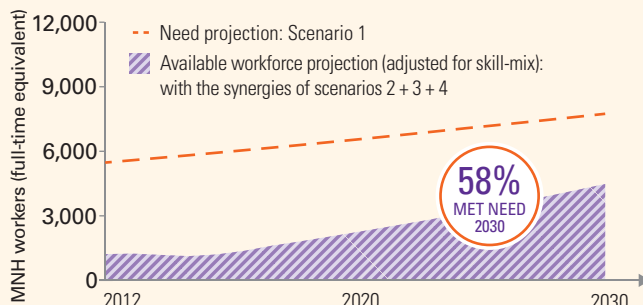 MNH workers (full-time equivalent)
12,000
9,000
6,000
3,000
0
Need projection: Scenario 1
Available workforce projection (adjusted for skill-mix):
with the synergies of scenarios 2 + 3 + 4
58%
MET NEED
2030
2012
2020
2030